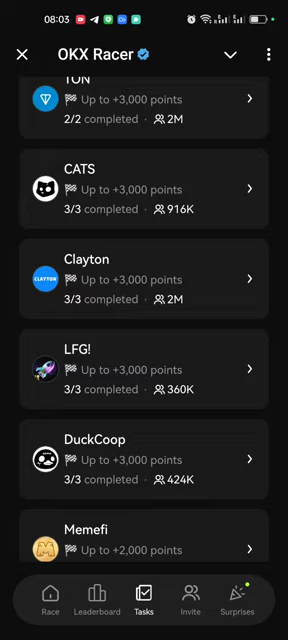 08:03
OKX Racer
TON
Up to +3,000 points
2/2 completed · 2M
CATS
Up to +3,000 points
3/3 completed · 916K
Clayton
CLAYTON
Up to +3,000 points
3/3 completed · 2M
LFG!
Up to +3,000 points
3/3 completed · 360K
DuckCoop
Up to +3,000 points
3/3 completed · 424K
Memefi
Up to +2,000 points
Race
Leaderboard
Tasks
Invite
Surprises